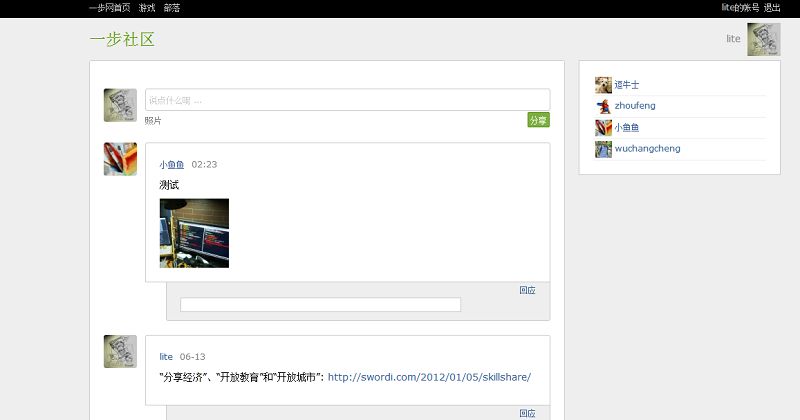 一步网首页 游戏 部落
lite的帐号 退出
一步社区
lite
说点什么呢 ...
照片
分享
小鱼鱼 02:23
测试
回应
lite 06-13
“分享经济”、“开放教育”和“开放城市”: http://swordi.com/2012/01/05/skillshare/
回应
逗牛士
zhoufeng
小鱼鱼
wuchangcheng